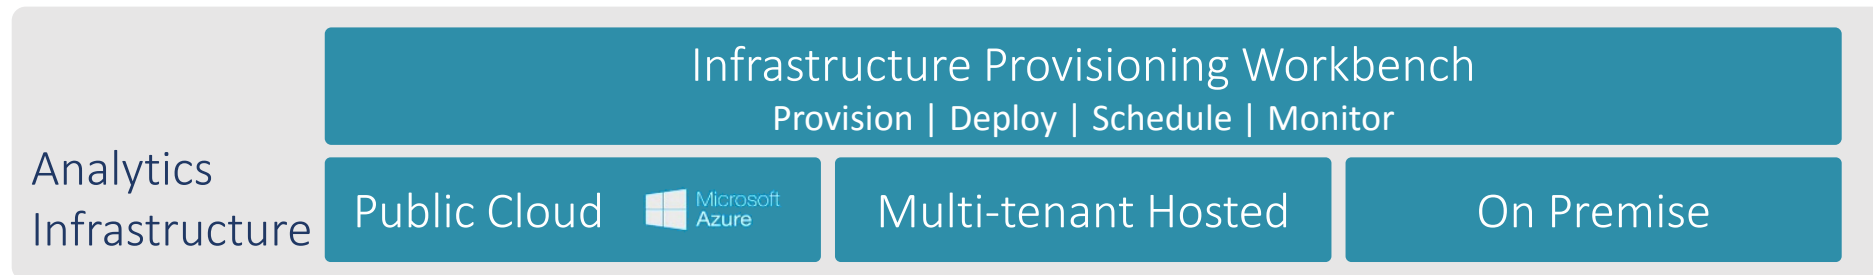 Infrastructure Provisioning Workbench
Provision | Deploy | Schedule | Monitor
Analytics
Infrastructure
Public Cloud
Microsoft
Azure
Multi-tenant Hosted
On Premise